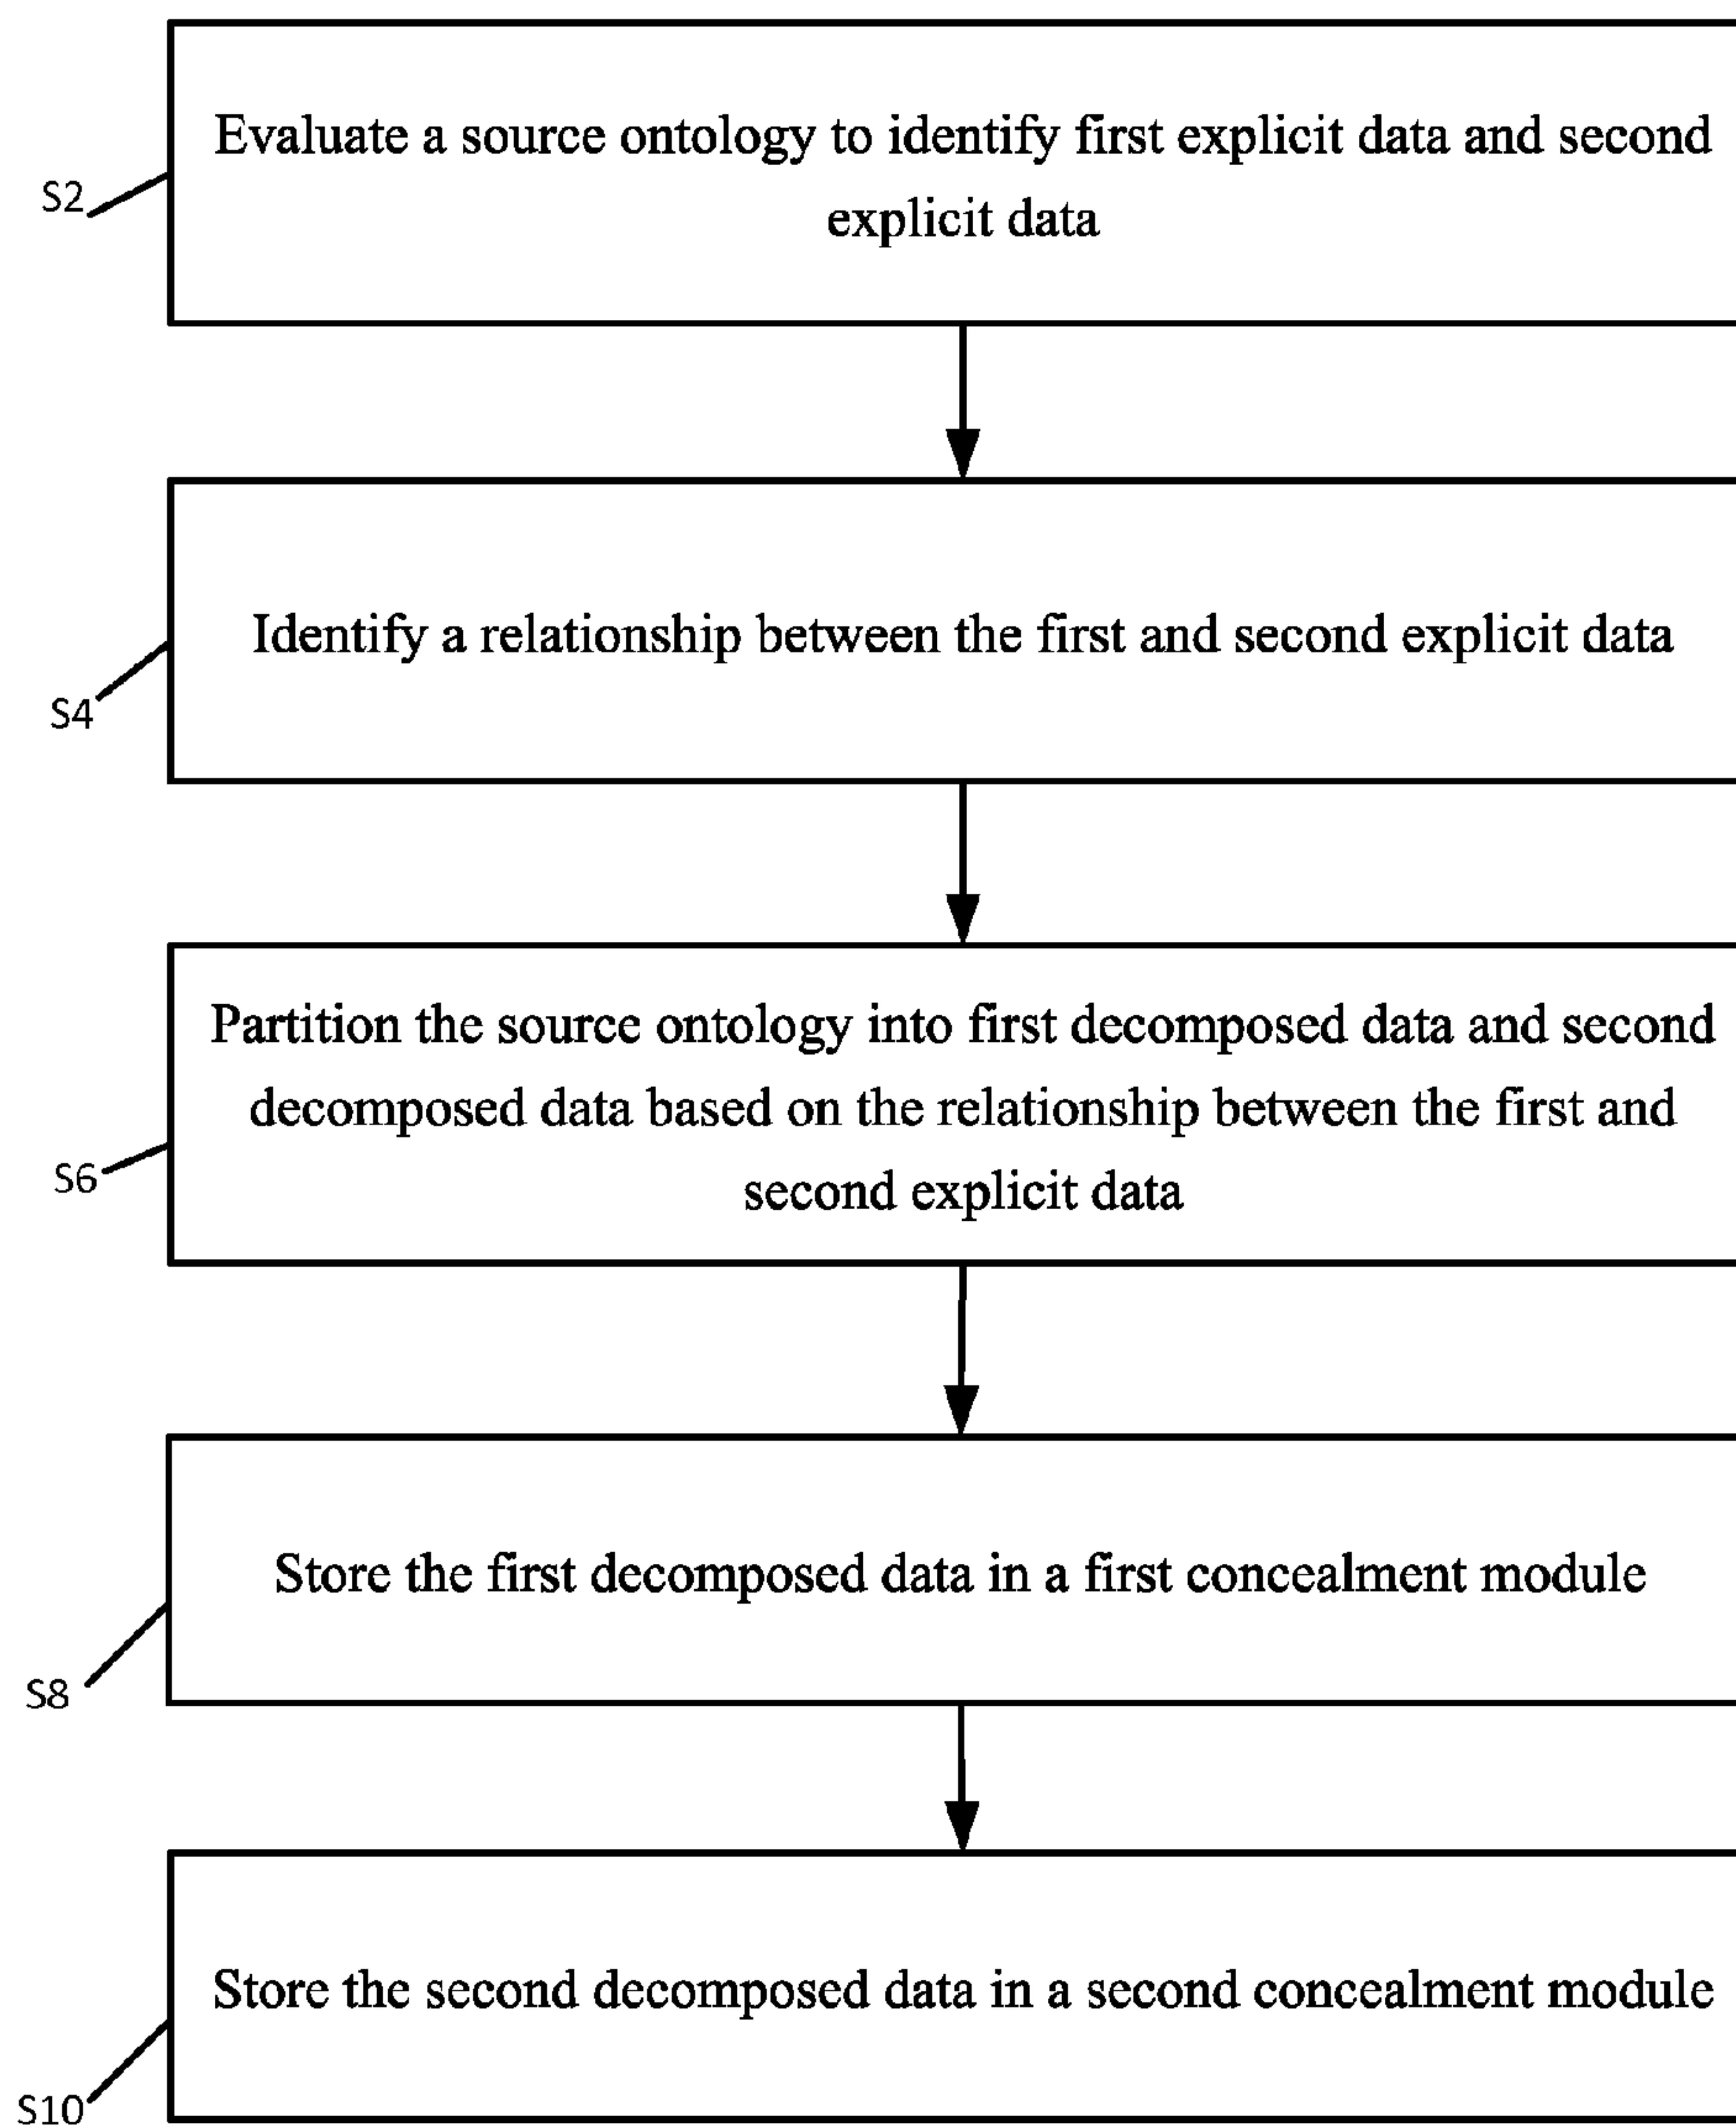 Evaluate a source ontology to identify first explicit data and second
explicit data
S2
Identify a relationship between the first and second explicit data
S4
Partition the source ontology into first decomposed data and second
decomposed data based on the relationship between the first and
second explicit data
S6
Store the first decomposed data in a first concealment module
S8
Store the second decomposed data in a second concealment module
S10